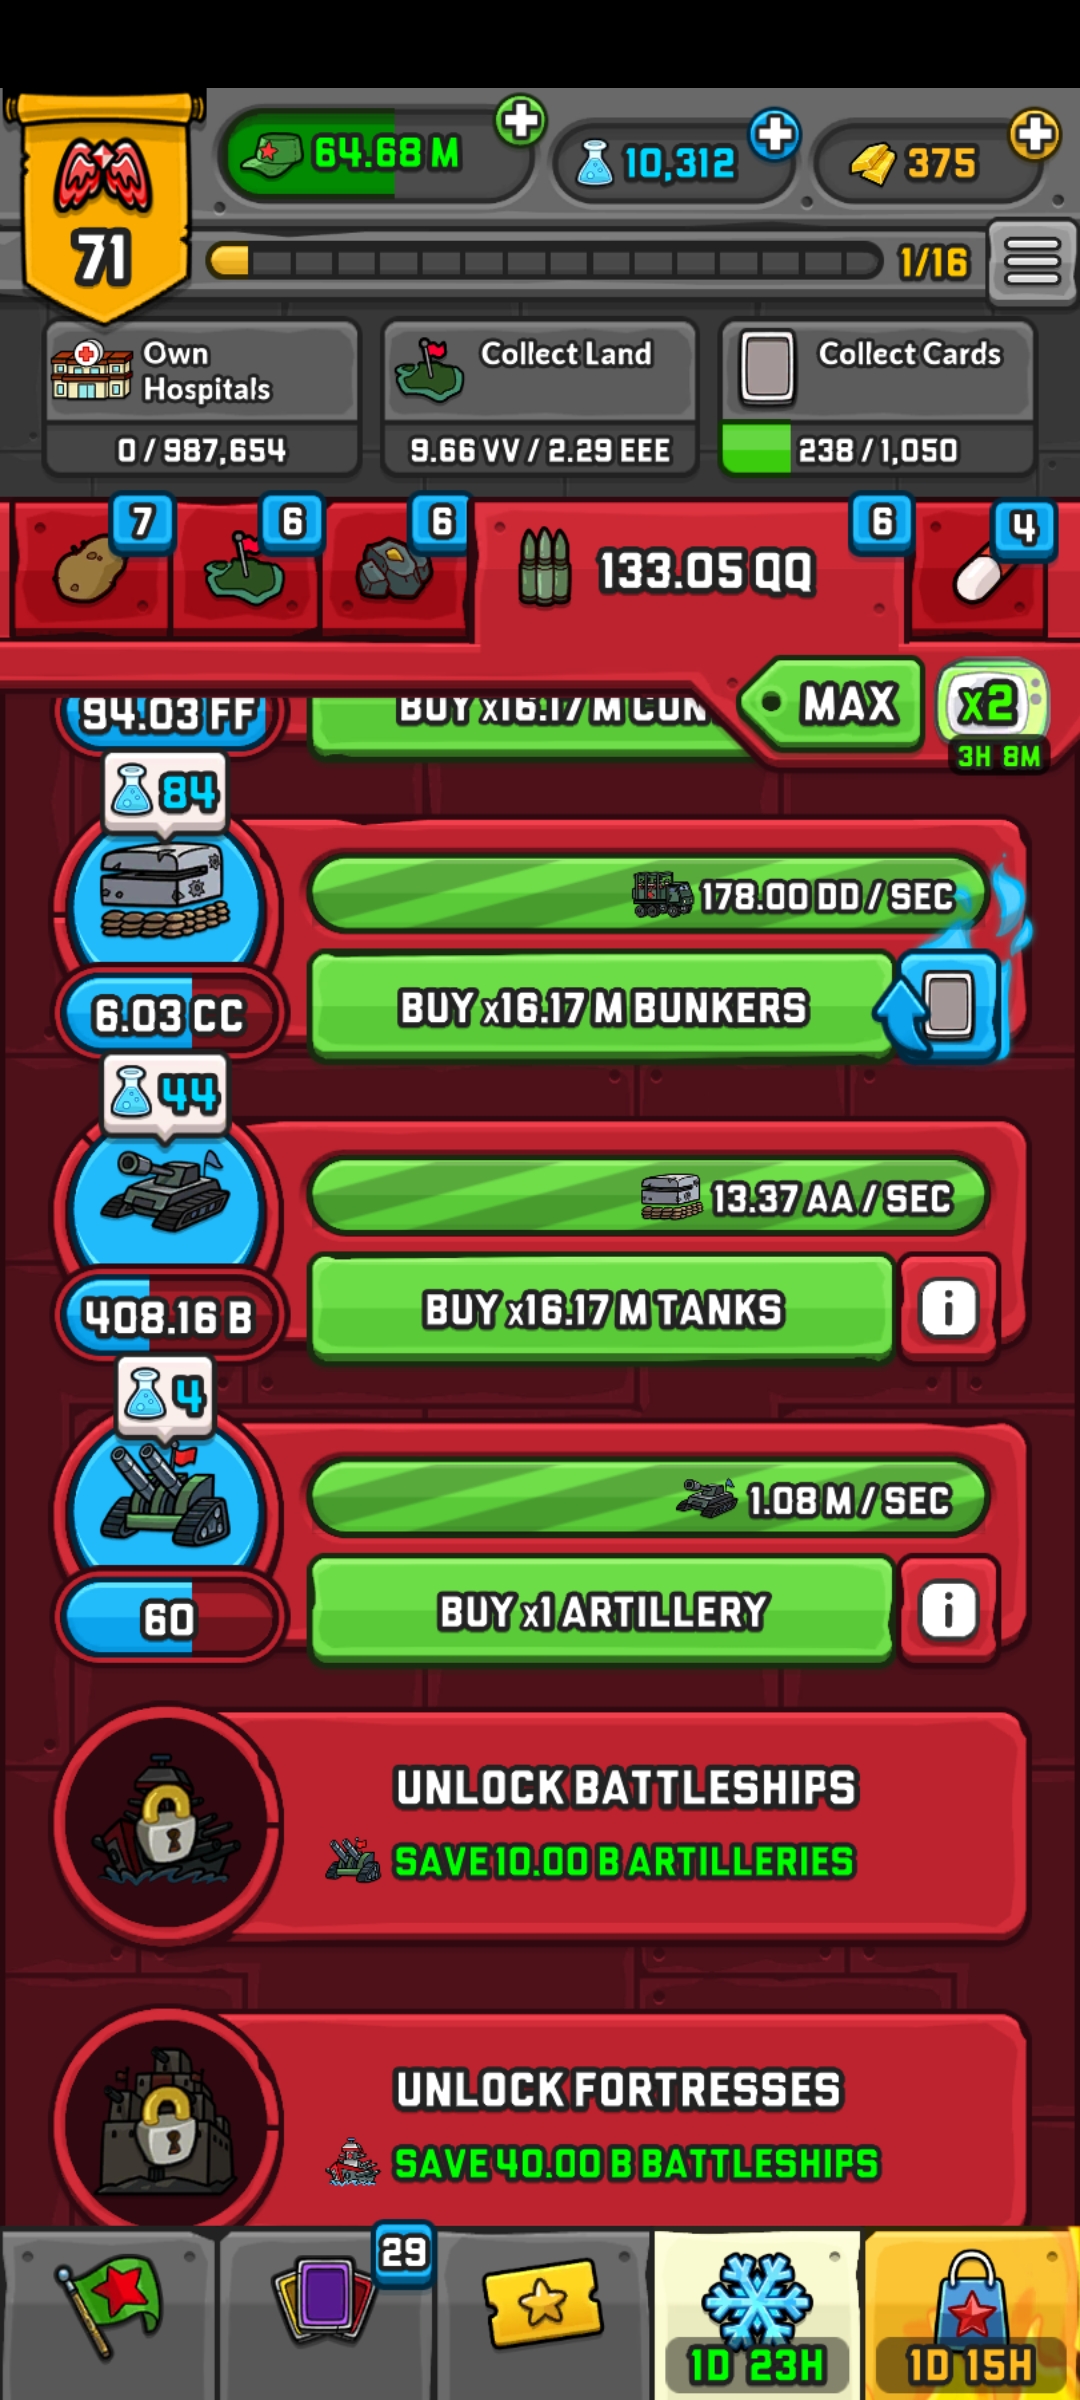 64.68 M
10,312
375
71
1/16
Own
Hospitals
0 / 987,654
Collect Land
9.66 VV / 2.29 EEE
Collect Cards
238 / 1,050
7
6
6
133.05 QQ
6
4
MAX
x2
3H 8M
94.03 FF
BUY x16.17 M
84
178.00 DD / SEC
6.03 CC
BUY x16.17 M BUNKERS
44
13.37 AA / SEC
408.16 B
BUY x16.17 M TANKS
i
4
1.08 M / SEC
60
BUY x1 ARTILLERY
i
UNLOCK BATTLESHIPS
SAVE 10.00 B ARTILLERIES
UNLOCK FORTRESSES
SAVE 40.00 B BATTLESHIPS
29
1D 23H
1D 15H